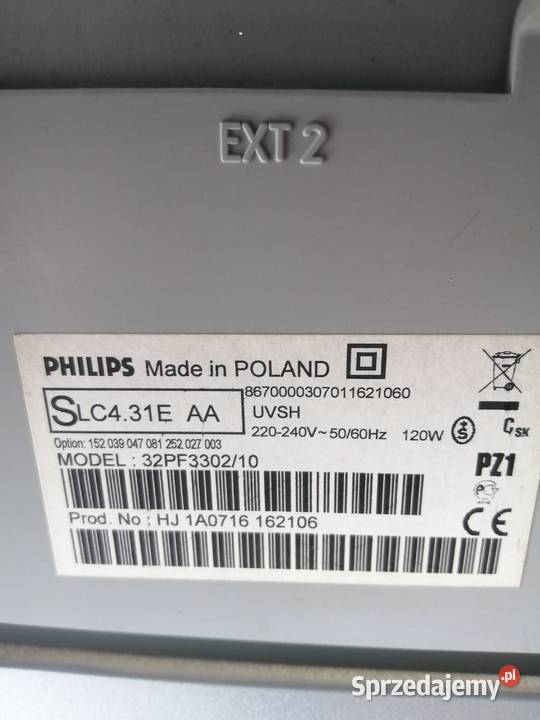 EXT 2
PHILIPS Made in POLAND
8670000307011621060
SLC4.31E AA
UVSH
220-240V~ 50/60Hz 120W
Option: 152 039 047 081 252 027 003
MODEL : 32PF3302/10
PZ1
Prod. No : HJ 1A0716 162106
CE
Sprzedajemy.pl